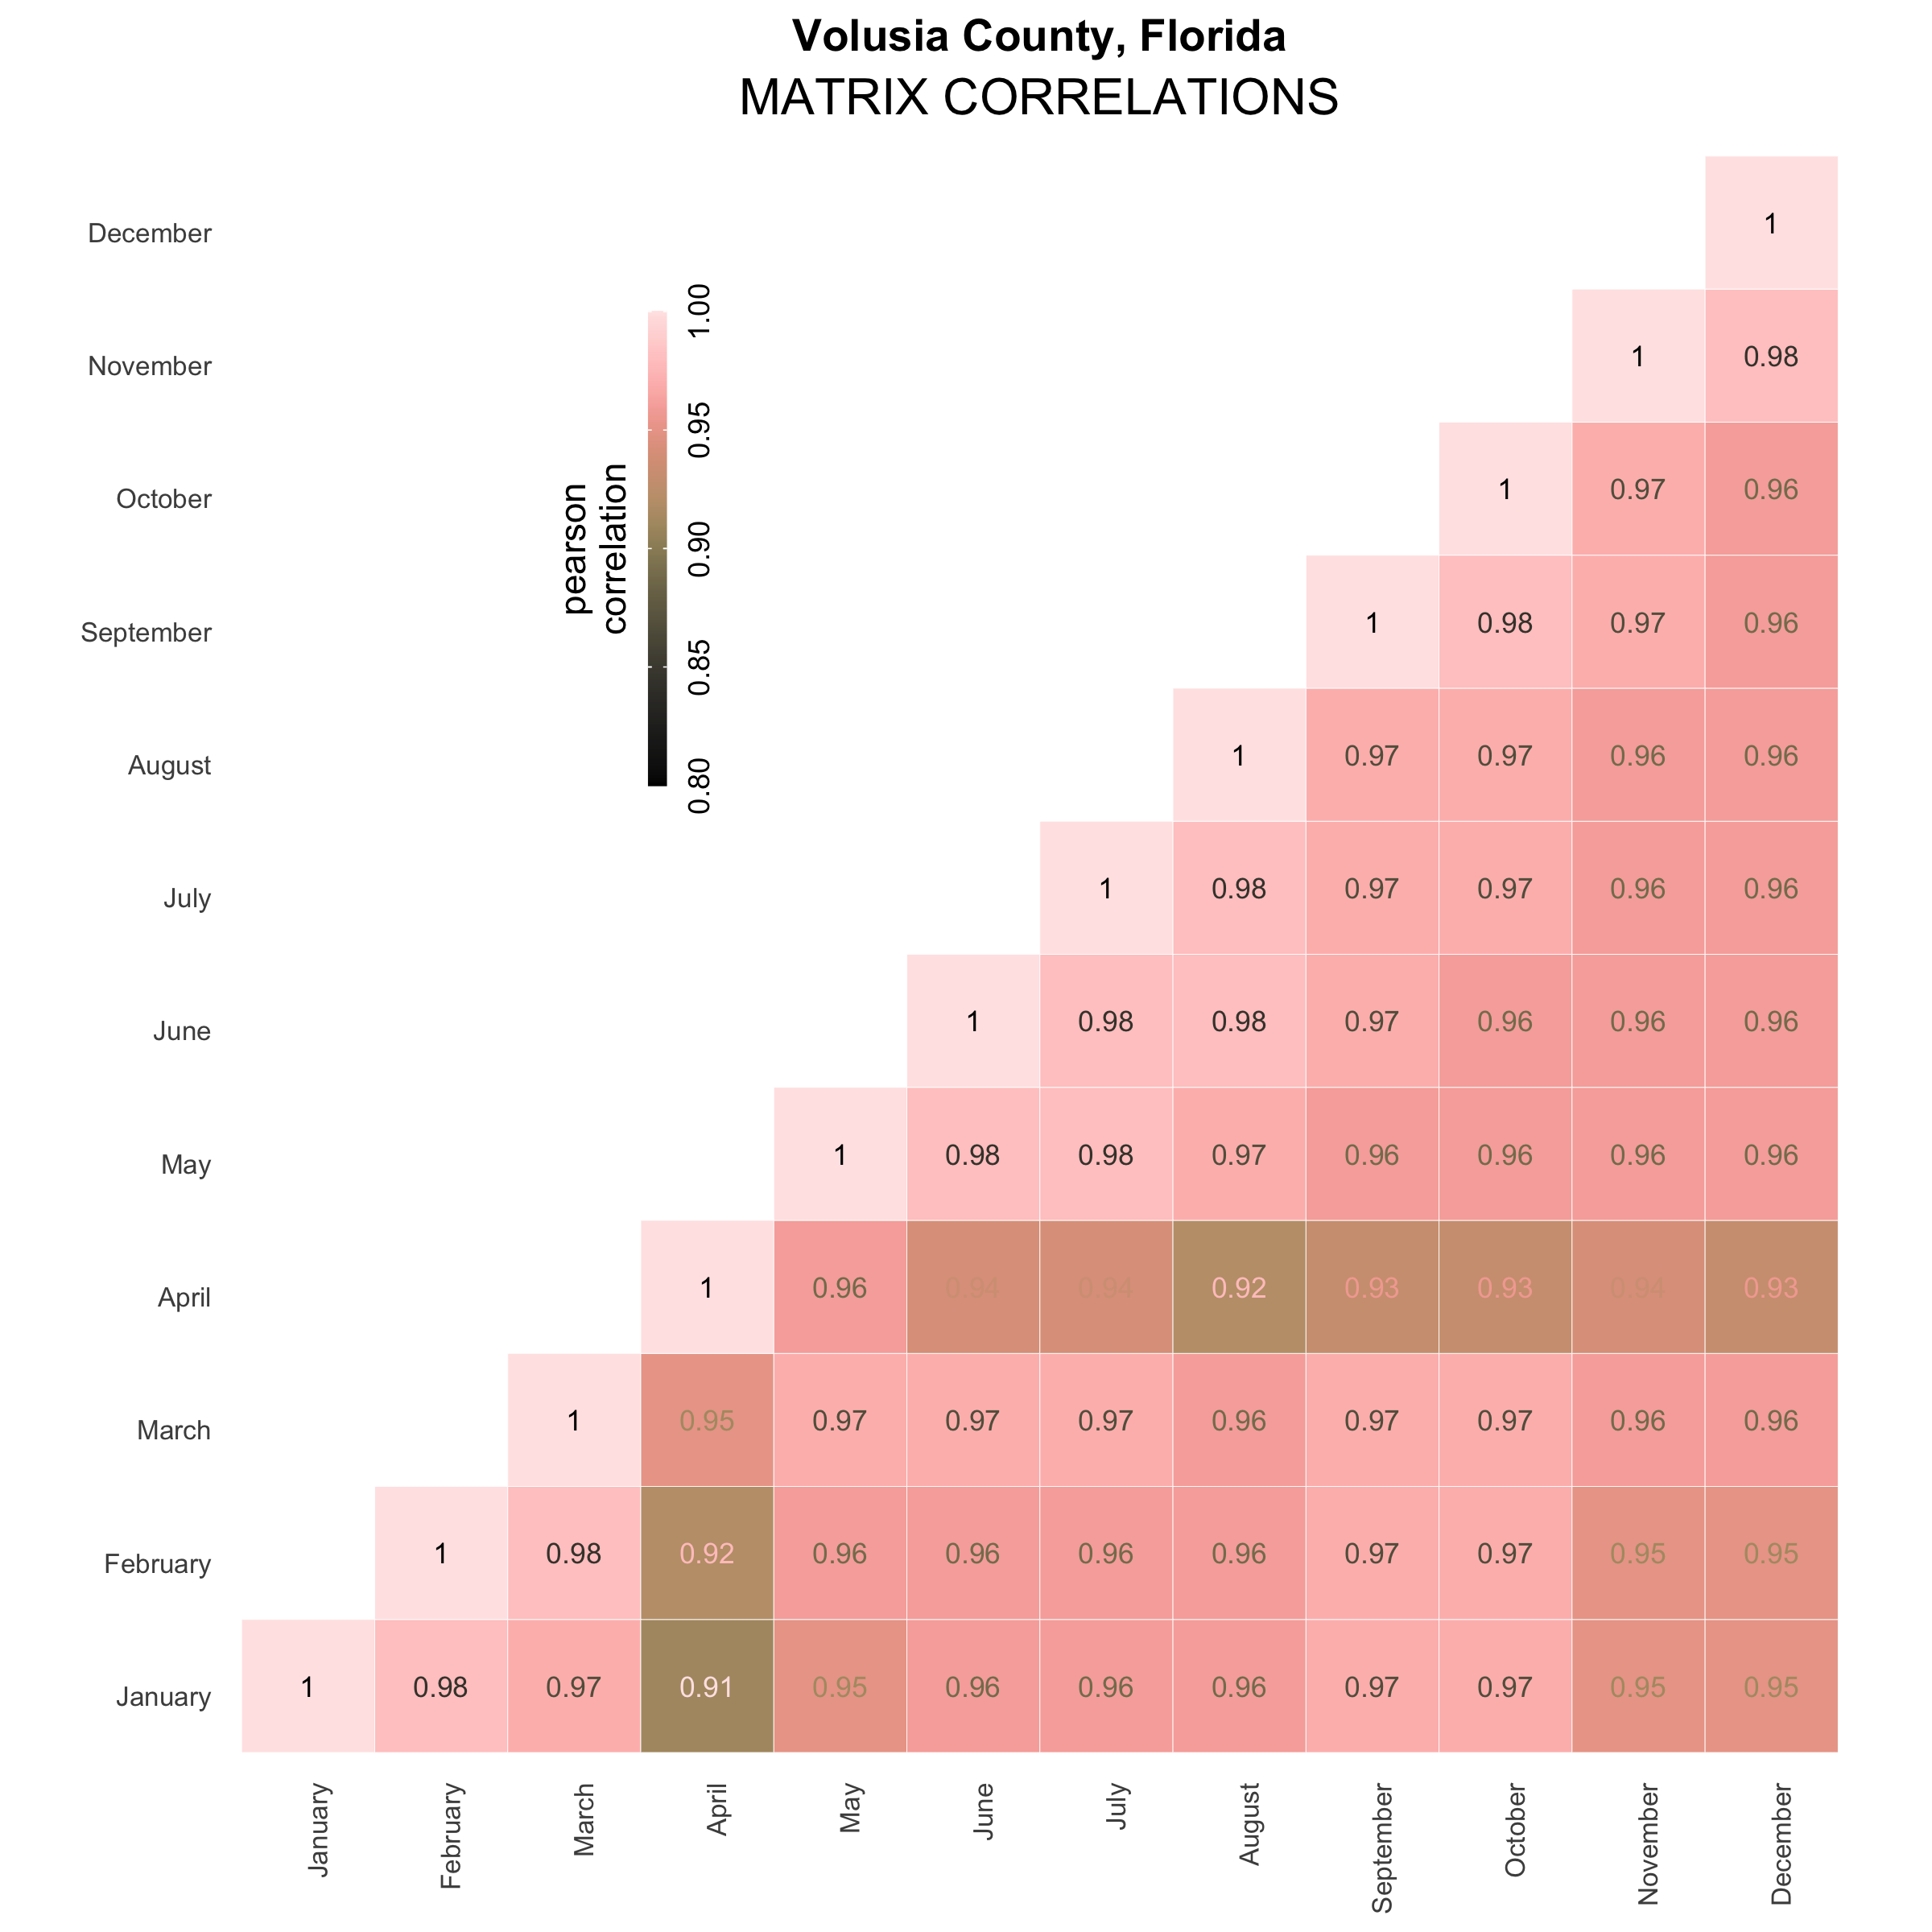 Volusia County, Florida
MATRIX CORRELATIONS
pearson
correlation
1.00
0.95
0.90
0.85
0.80
December 1
November 1 0.98
October 1 0.97 0.96
September 1 0.98 0.97 0.96
August 1 0.97 0.97 0.96 0.96
July 1 0.98 0.97 0.97 0.96 0.96
June 1 0.98 0.98 0.97 0.96 0.96 0.96
May 1 0.98 0.98 0.97 0.96 0.96 0.96 0.96
April 1 0.96 0.94 0.94 0.92 0.93 0.93 0.94 0.93
March 1 0.95 0.97 0.97 0.97 0.96 0.97 0.97 0.96 0.96
February 1 0.98 0.92 0.96 0.96 0.96 0.96 0.97 0.97 0.95 0.95
January 1 0.98 0.97 0.91 0.95 0.96 0.96 0.96 0.97 0.97 0.95 0.95
January February March April May June July August September October November December